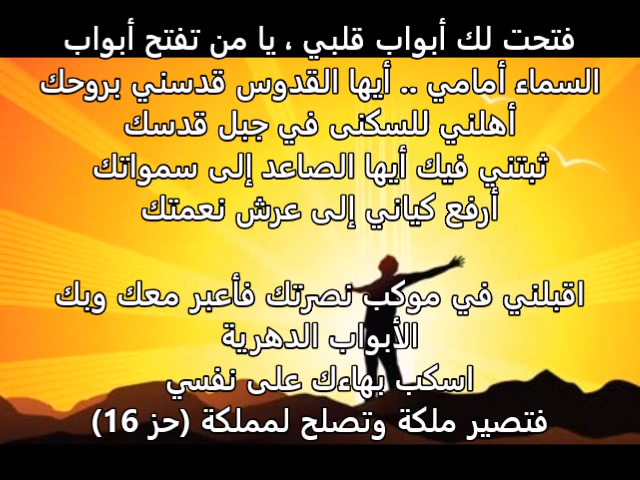 فتحت لك أبواب قلبي ، يا من تفتح أبواب
السماء أمامي .. أيها القدوس قدسني بروحك
أهلني للسكنى في جبل قدسك
ثبتني فيك أيها الصاعد إلى سمواتك
أرفع كياني إلى عرش نعمتك
اقبلني في موكب نصرتك فأعبر معك وبك
الأبواب الدهرية
اسكب بهاءك على نفسي
فتصير ملكة وتصلح لمملكة (حز 16)